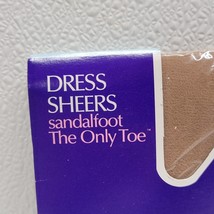 DRESS
SHEERS
sandalfoot
The Only Toe™